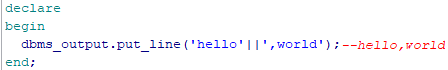 declare
begin
  dbms_output.put_line('hello'||',world');--hello,world
end;